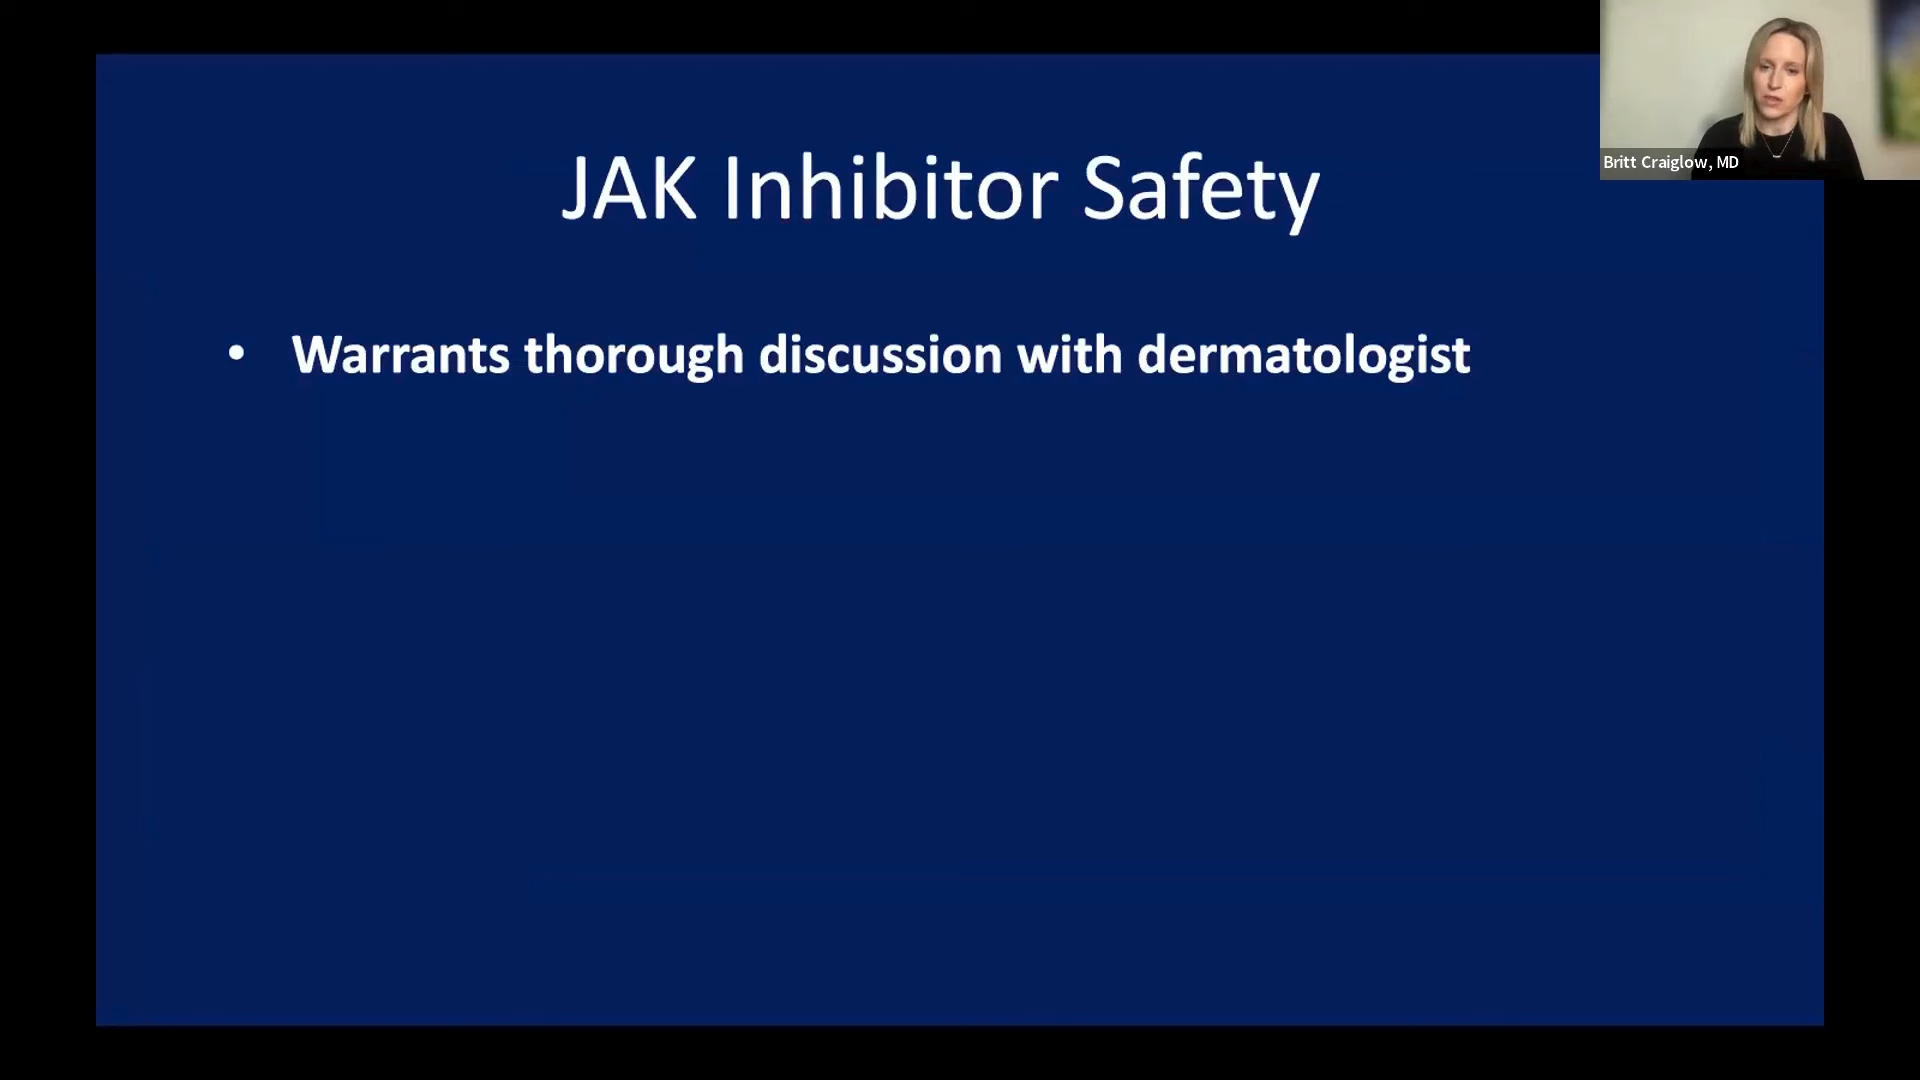 JAK Inhibitor Safety
Britt Craiglow, MD
• Warrants thorough discussion with dermatologist